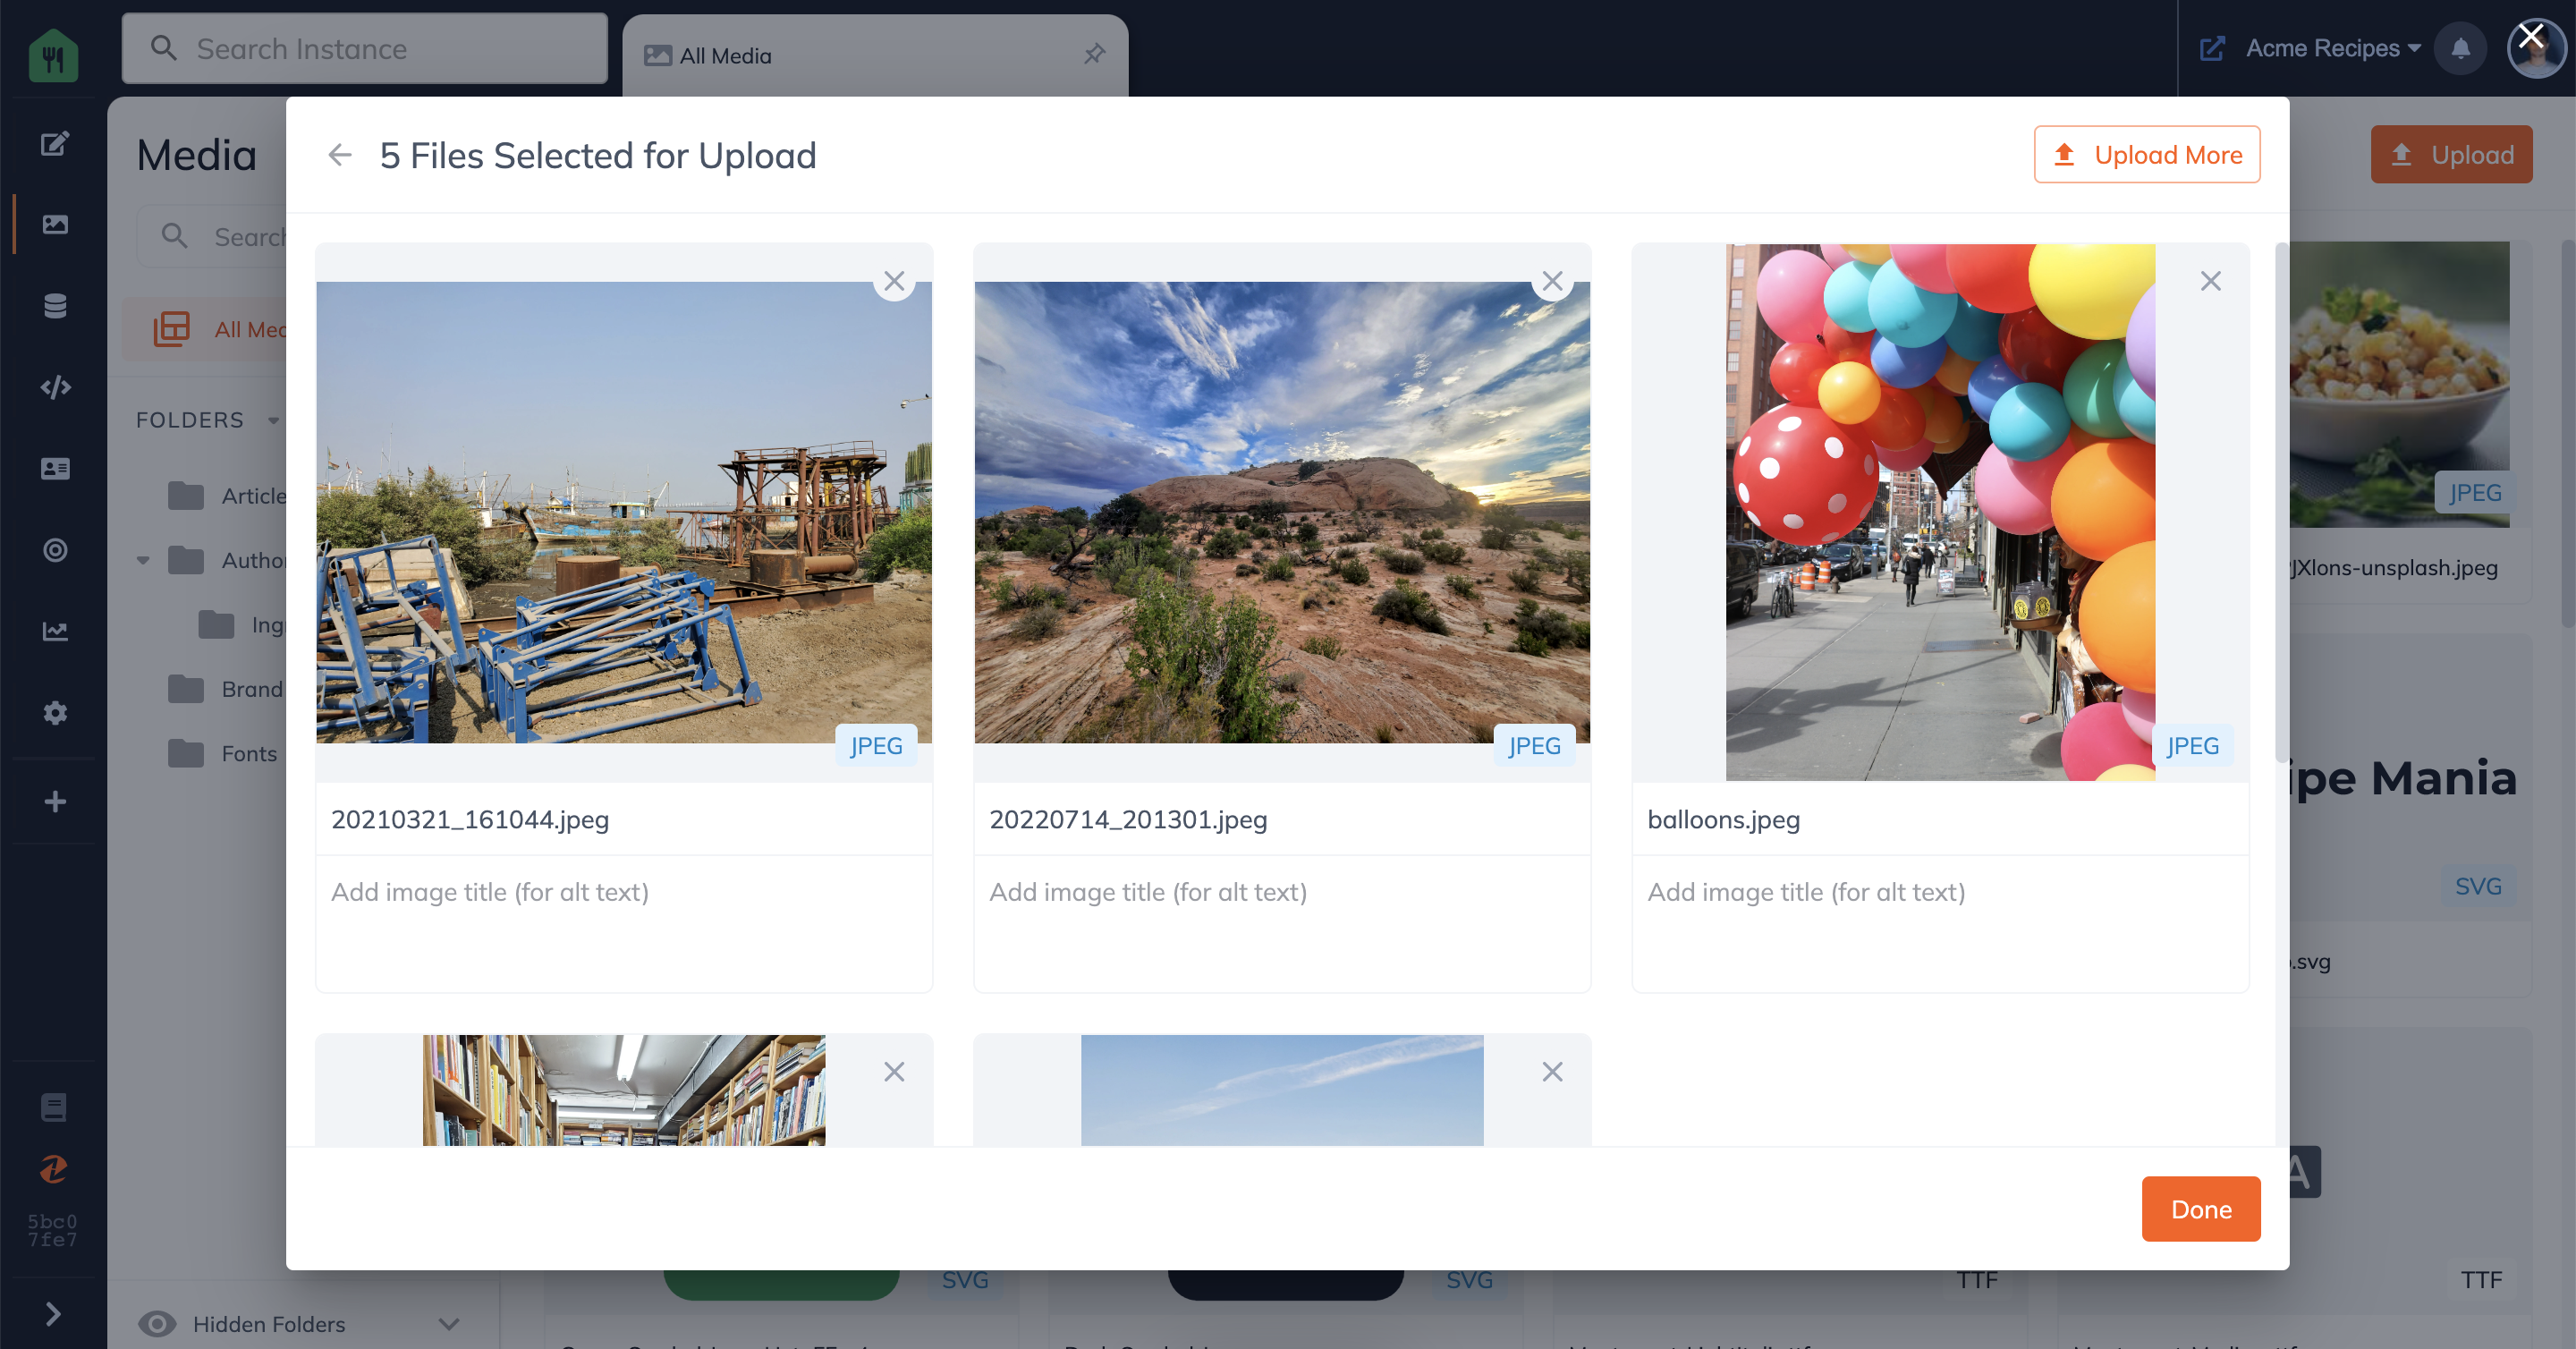 Search Instance
All Media
Acme Recipes
Media
5 Files Selected for Upload
Upload More
Upload
Search
All Med
FOLDERS
Article
Autho
Ing
Brand
Fonts
JPEG
JPEG
JPEG
JPEG
20210321_161044.jpeg
20220714_201301.jpeg
balloons.jpeg
JXlons-unsplash.jpeg
Add image title (for alt text)
Add image title (for alt text)
Add image title (for alt text)
ipe Mania
SVG
.svg
A
Done
5bc0
7fe7
SVG
SVG
TTF
TTF
Hidden Folders